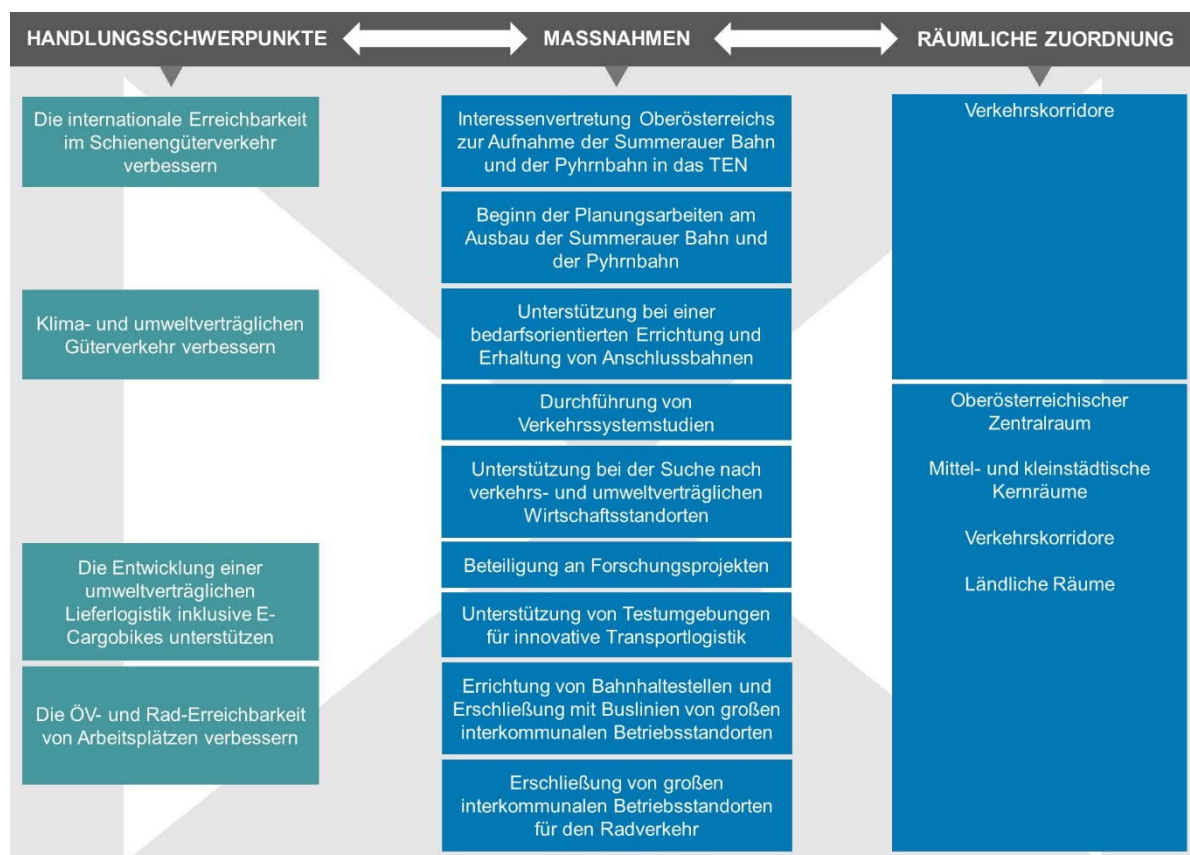 HANDLUNGSSCHWERPUNKTE
MASSNAHMEN
RÄUMLICHE ZUORDNUNG
Die internationale Erreichbarkeit
im Schienengüterverkehr
verbessern
Klima- und umweltverträglichen
Güterverkehr verbessern
Die Entwicklung einer
umweltverträglichen
Lieferlogistik inklusive E-
Cargobikes unterstützen
Die ÖV- und Rad-Erreichbarkeit
von Arbeitsplätzen verbessern
Interessenvertretung Oberösterreichs
zur Aufnahme der Summerauer Bahn
und der Pyhrnbahn in das TEN
Beginn der Planungsarbeiten am
Ausbau der Summerauer Bahn und
der Pyhrnbahn
Unterstützung bei einer
bedarfsorientierten Errichtung und
Erhaltung von Anschlussbahnen
Durchführung von
Verkehrssystemstudien
Unterstützung bei der Suche nach
verkehrs- und umweltverträglichen
Wirtschaftsstandorten
Beteiligung an Forschungsprojekten
Unterstützung von Testumgebungen
für innovative Transportlogistik
Errichtung von Bahnhaltestellen und
Erschließung mit Buslinien von großen
interkommunalen Betriebsstandorten
Erschließung von großen
interkommunalen Betriebsstandorten
für den Radverkehr
Verkehrskorridore
Oberösterreichischer
Zentralraum
Mittel- und kleinstädtische
Kernräume
Verkehrskorridore
Ländliche Räume